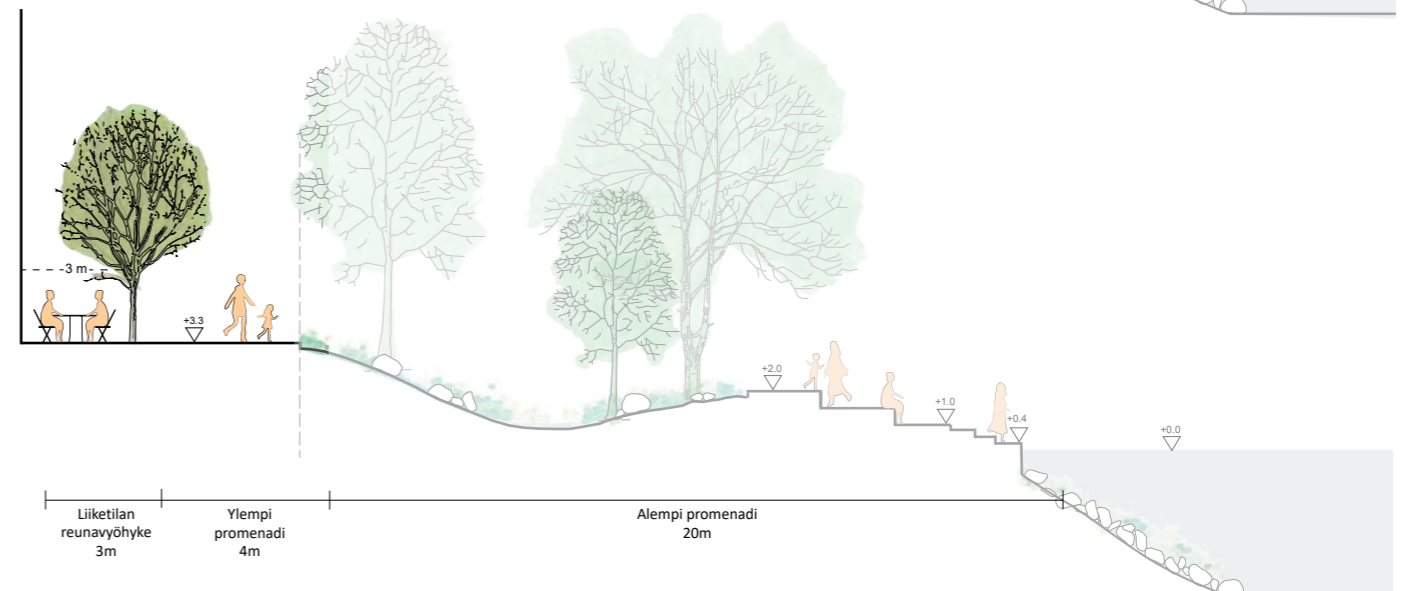 3 m
+3.3
+2.0
+1.0
+0.4
+0.0
Liiketilan
reunavyöhyke
3m
Ylempi
promenadi
4m
Alempi promenadi
20m